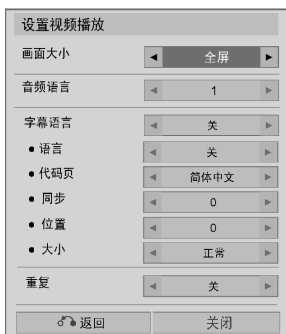 设置视频播放
画面大小 ◀ 全屏 ▶
音频语言 ◀ 1 ▶
字幕语言 ◀ 关 ▶
● 语言 ◀ 关 ▶
● 代码页 ◀ 简体中文 ▶
● 同步 ◀ 0 ▶
● 位置 ◀ 0 ▶
● 大小 ◀ 正常 ▶
重复 ◀ 关 ▶
返回 关闭